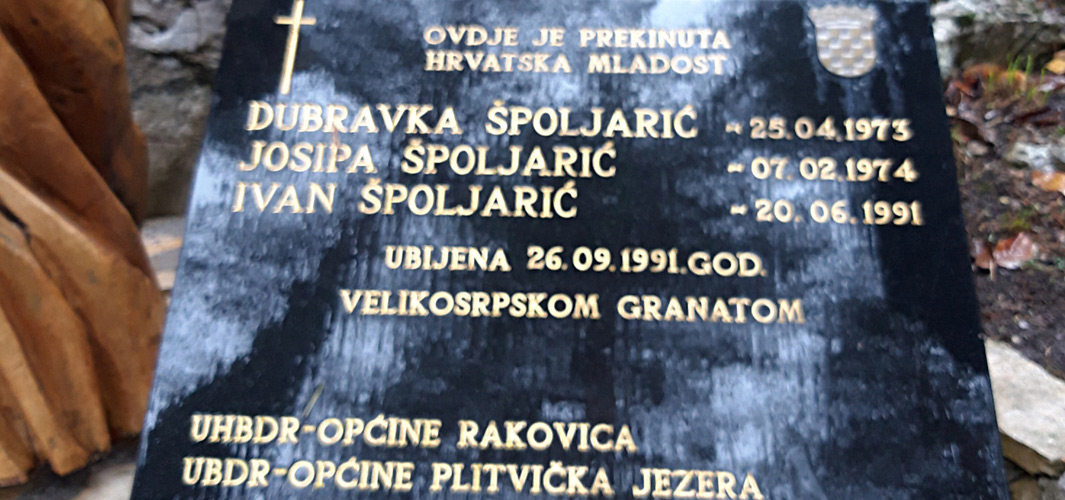 OVDJE JE PREKINUTA
HRVATSKA MLADOST
DUBRAVKA ŠPOLJARIĆ ~ 25.04.1973
JOSIPA ŠPOLJARIĆ ~ 07.02.1974
IVAN ŠPOLJARIĆ ~ 20.06.1991
UBIJENA 26.09.1991.GOD.
VELIKOSRPSKOM GRANATOM
UHBDR-OPĆINE RAKOVICA
UBDR-OPĆINE PLITVIČKA JEZERA